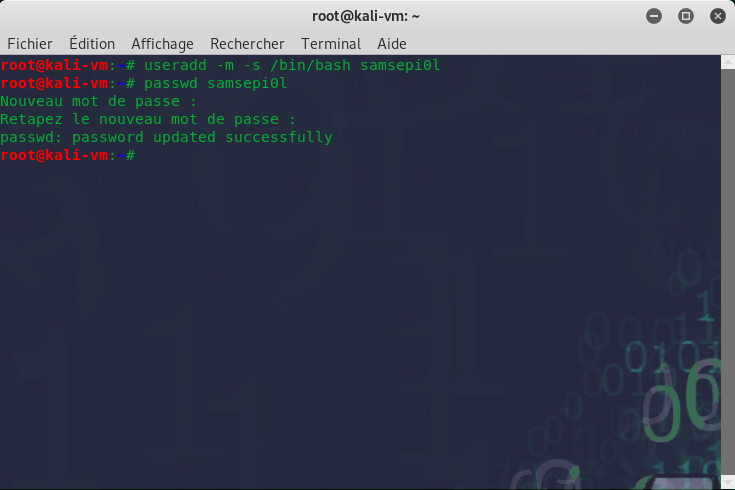 root@kali-vm: ~
Fichier Édition Affichage Rechercher Terminal Aide
root@kali-vm:~# useradd -m -s /bin/bash samsepi0l
root@kali-vm:~# passwd samsepi0l
Nouveau mot de passe :
Retapez le nouveau mot de passe :
passwd: password updated successfully
root@kali-vm:~#